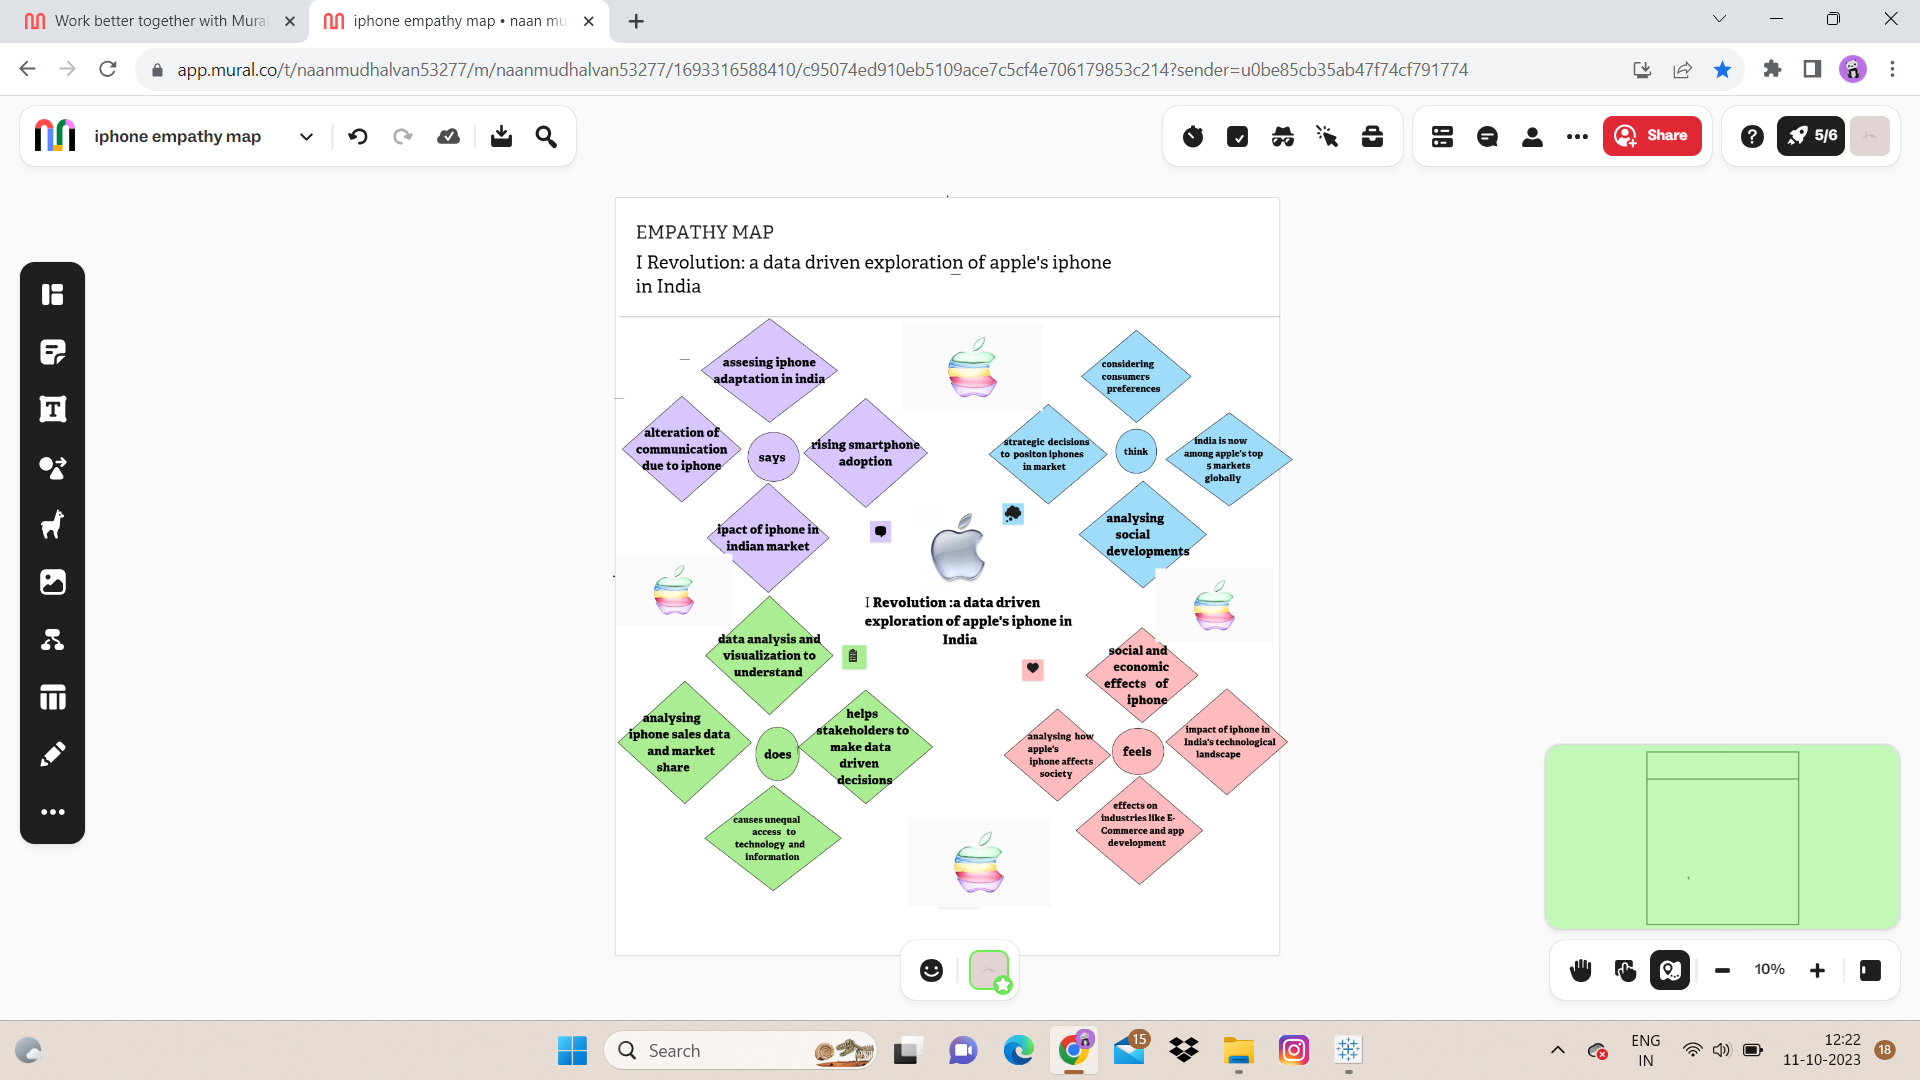 Work better together with Mural
iphone empathy map • naan mu
app.mural.co/t/naanmudhalvan53277/m/naanmudhalvan53277/1693316588410/c95074ed910eb5109ace7c5cf4e706179853c214?sender=u0be85cb35ab47f74cf791774
iphone empathy map
Share
5/6
EMPATHY MAP
I Revolution: a data driven exploration of apple's iphone
in India
assesing iphone
adaptation in india
alteration of
communication
due to iphone
says
rising smartphone
adoption
ipact of iphone in
indian market
considering
consumers
preferences
strategic decisions
to positon iphones
in market
think
india is now
among apple's top
5 markets
globally
analysing
social
developments
I Revolution :a data driven
exploration of apple's iphone in
India
data analysis and
visualization to
understand
analysing
iphone sales data
and market
share
does
helps
stakeholders to
make data
driven
decisions
causes unequal
access to
technology and
information
social and
economic
effects of
iphone
analysing how
apple's
iphone affects
society
feels
impact of iphone in
India's technological
landscape
effects on
industries like E-
Commerce and app
development
10%
Search
15
ENG
IN
12:22
11-10-2023
18